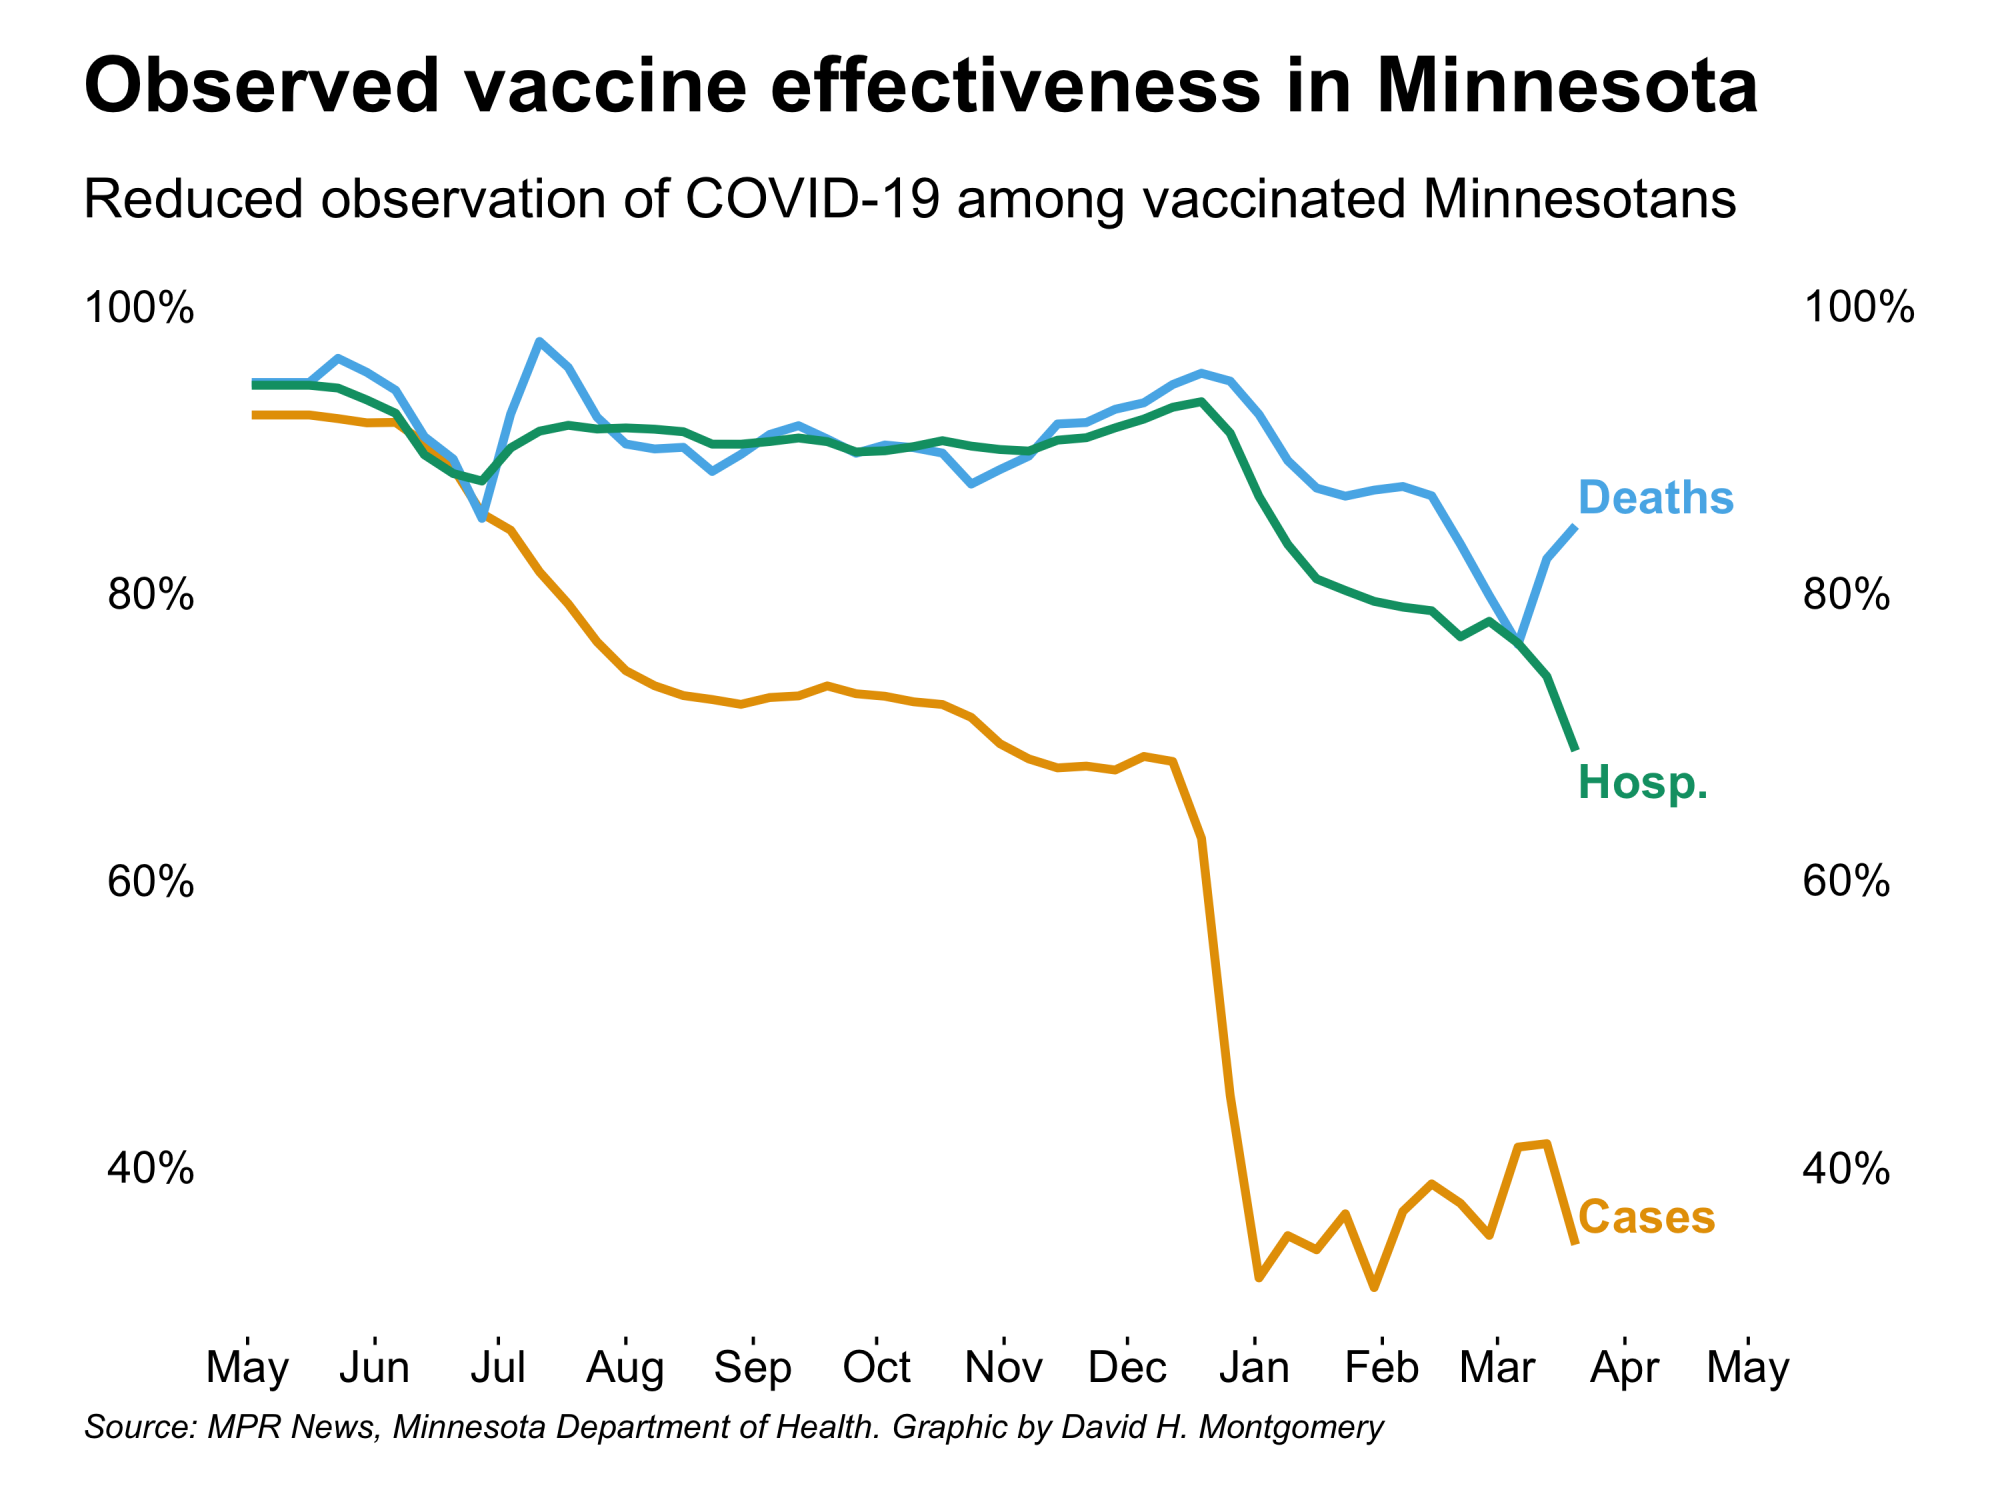 Observed vaccine effectiveness in Minnesota
Reduced observation of COVID-19 among vaccinated Minnesotans
100% 100%
Deaths
80% 80%
Hosp.
60% 60%
40% 40%
Cases
May Jun Jul Aug Sep Oct Nov Dec Jan Feb Mar Apr May
Source: MPR News, Minnesota Department of Health. Graphic by David H. Montgomery